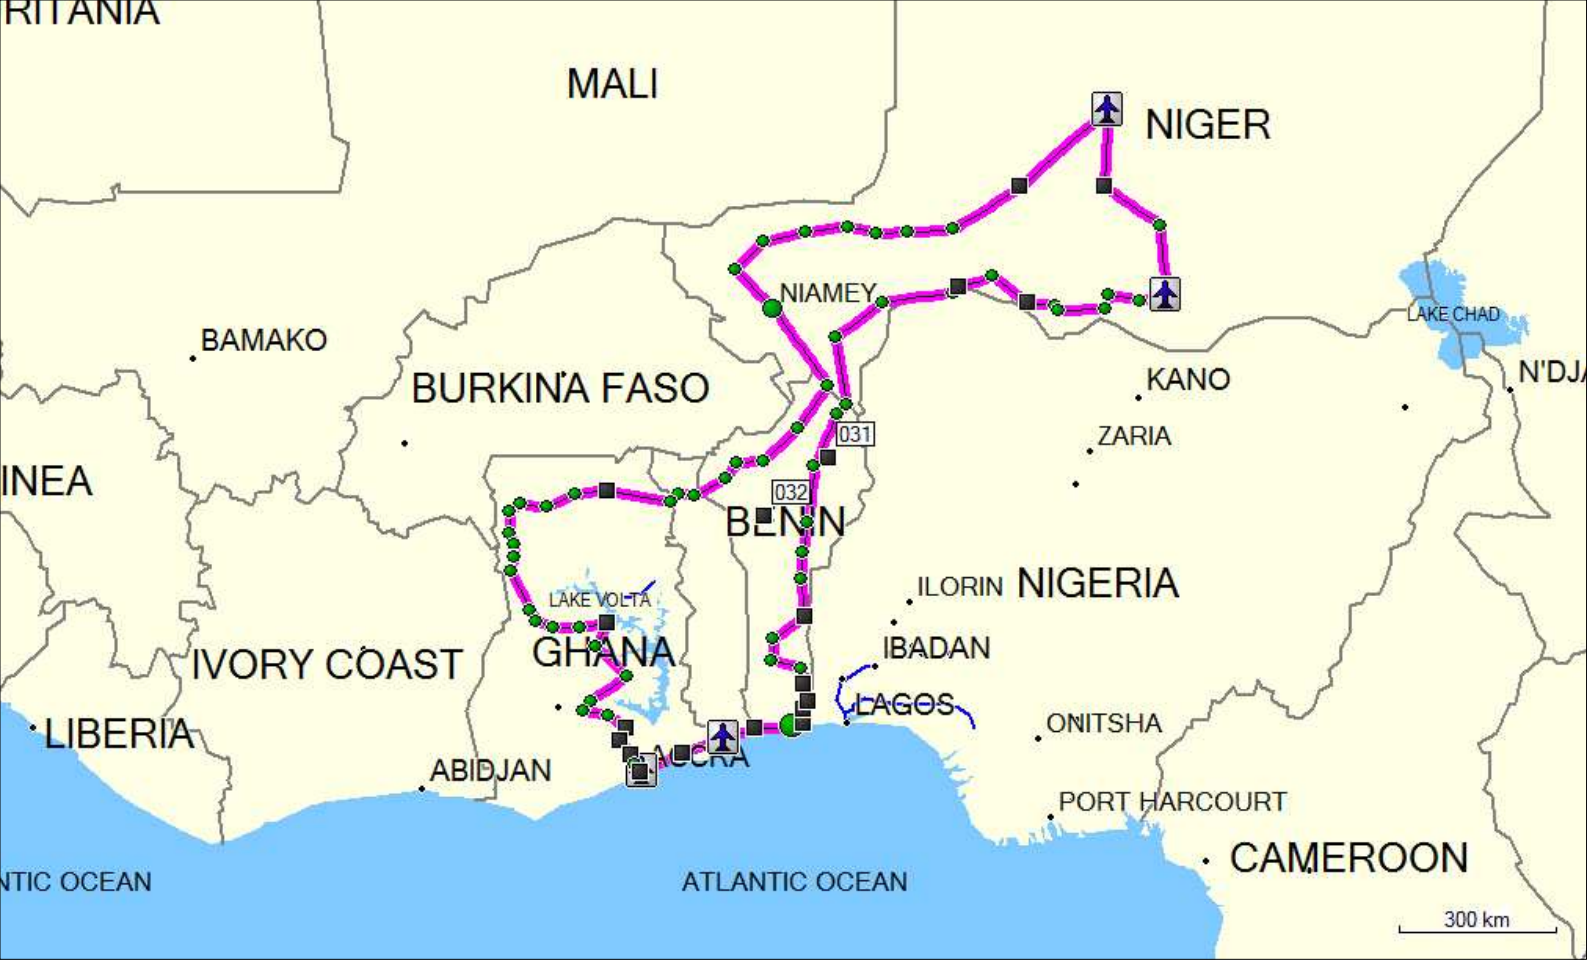 RITANIA
MALI
NIGER
NIAMEY
LAKE CHAD
BAMAKO
BURKINA FASO
KANO
N'DJA
031
ZARIA
INEA
032
BENIN
ILORIN
NIGERIA
LAKE VOLTA
GHANA
IBADAN
IVORY COAST
LAGOS
LIBERIA
ONITSHA
ACCRA
ABIDJAN
PORT HARCOURT
CAMEROON
NTIC OCEAN
ATLANTIC OCEAN
300 km